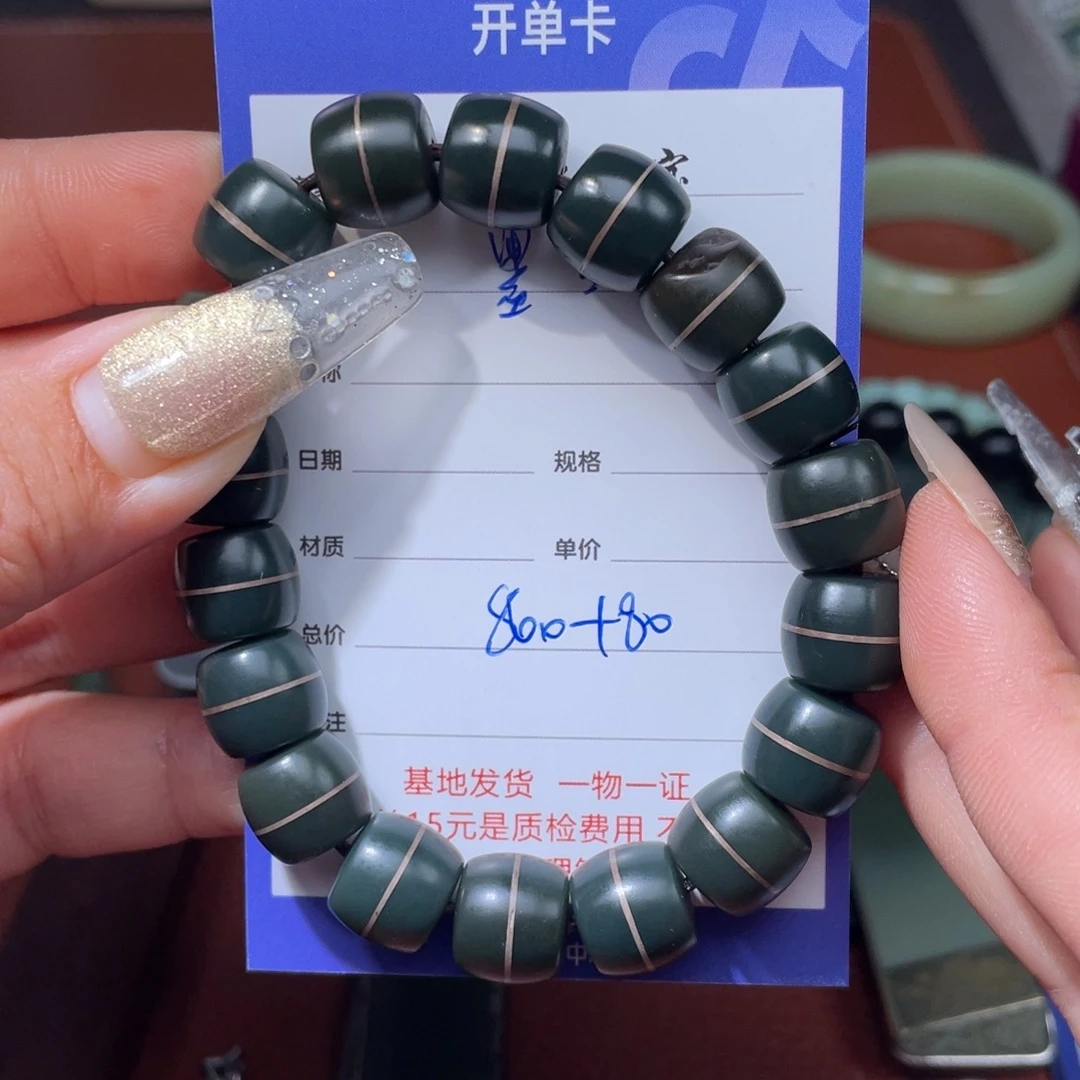 开单卡
日期 规格
材质 单价
总价 860+80
注
基地发货 一物一证
15元是质检费用 不